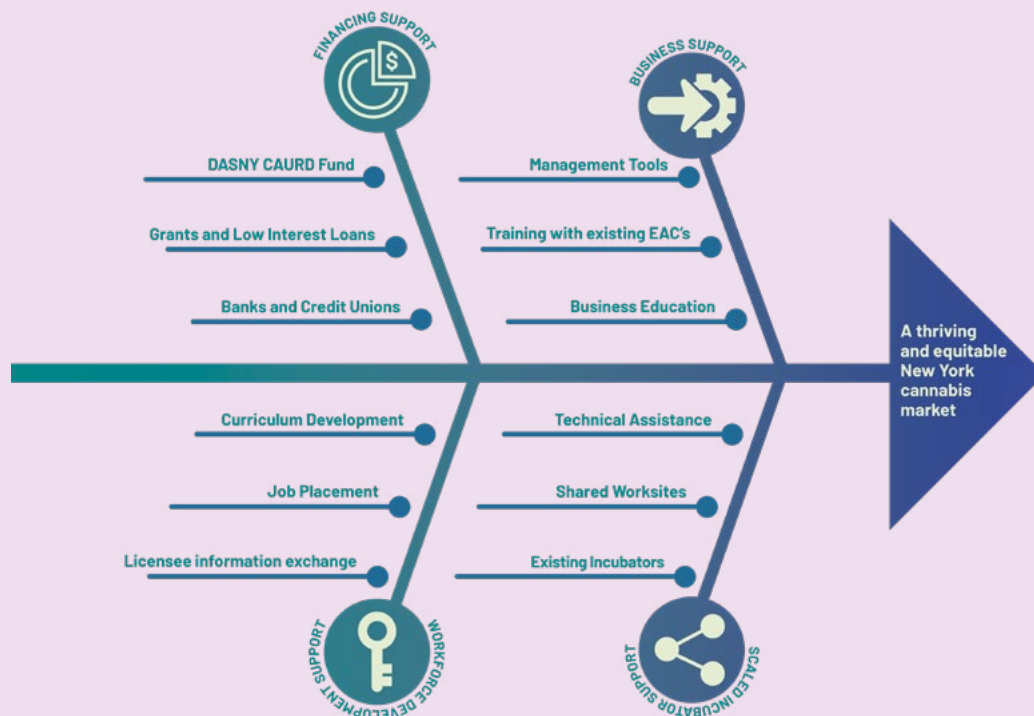 FINANCING SUPPORT
$
DASNY CAURD Fund
Grants and Low Interest Loans
Banks and Credit Unions
BUSINESS SUPPORT
Management Tools
Training with existing EAC's
Business Education
A thriving
and equitable
New York
cannabis
market
Curriculum Development
Job Placement
Licensee information exchange
WORKFORCE DEVELOPMENT SUPPORT
Technical Assistance
Shared Worksites
Existing Incubators
SCALED INCUBATOR SUPPORT